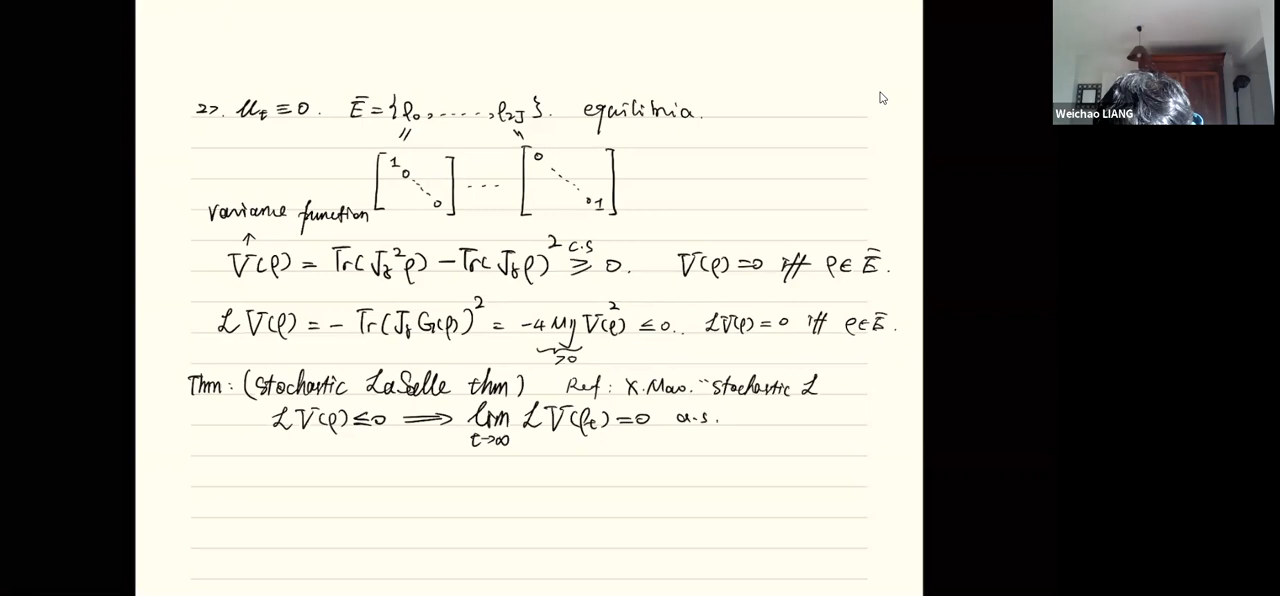 2>. u_t ≡ 0. Ē = {ρ_0, ....., ρ_2J}. equilibria.
[1 0 ⋱ 0] ... [0 ⋱ 0 1]
Variance function
V(ρ) = Tr(J_z^2 ρ) - Tr(J_z ρ)^2 ≥ 0. V(ρ)=0 iff ρ∈Ē.
C.S
ℒV(ρ) = - Tr(J_z G(ρ))^2 = -4Mη V(ρ)^2 ≤ 0. ℒV(ρ)=0 iff ρ∈Ē.
>0
Thm: (Stochastic LaSalle thm) Ref: X.Mao. "Stochastic L
ℒV(ρ)≤0 ⟹ lim_{t→∞} ℒV(ρ_t)=0 a.s.
Weichao LIANG